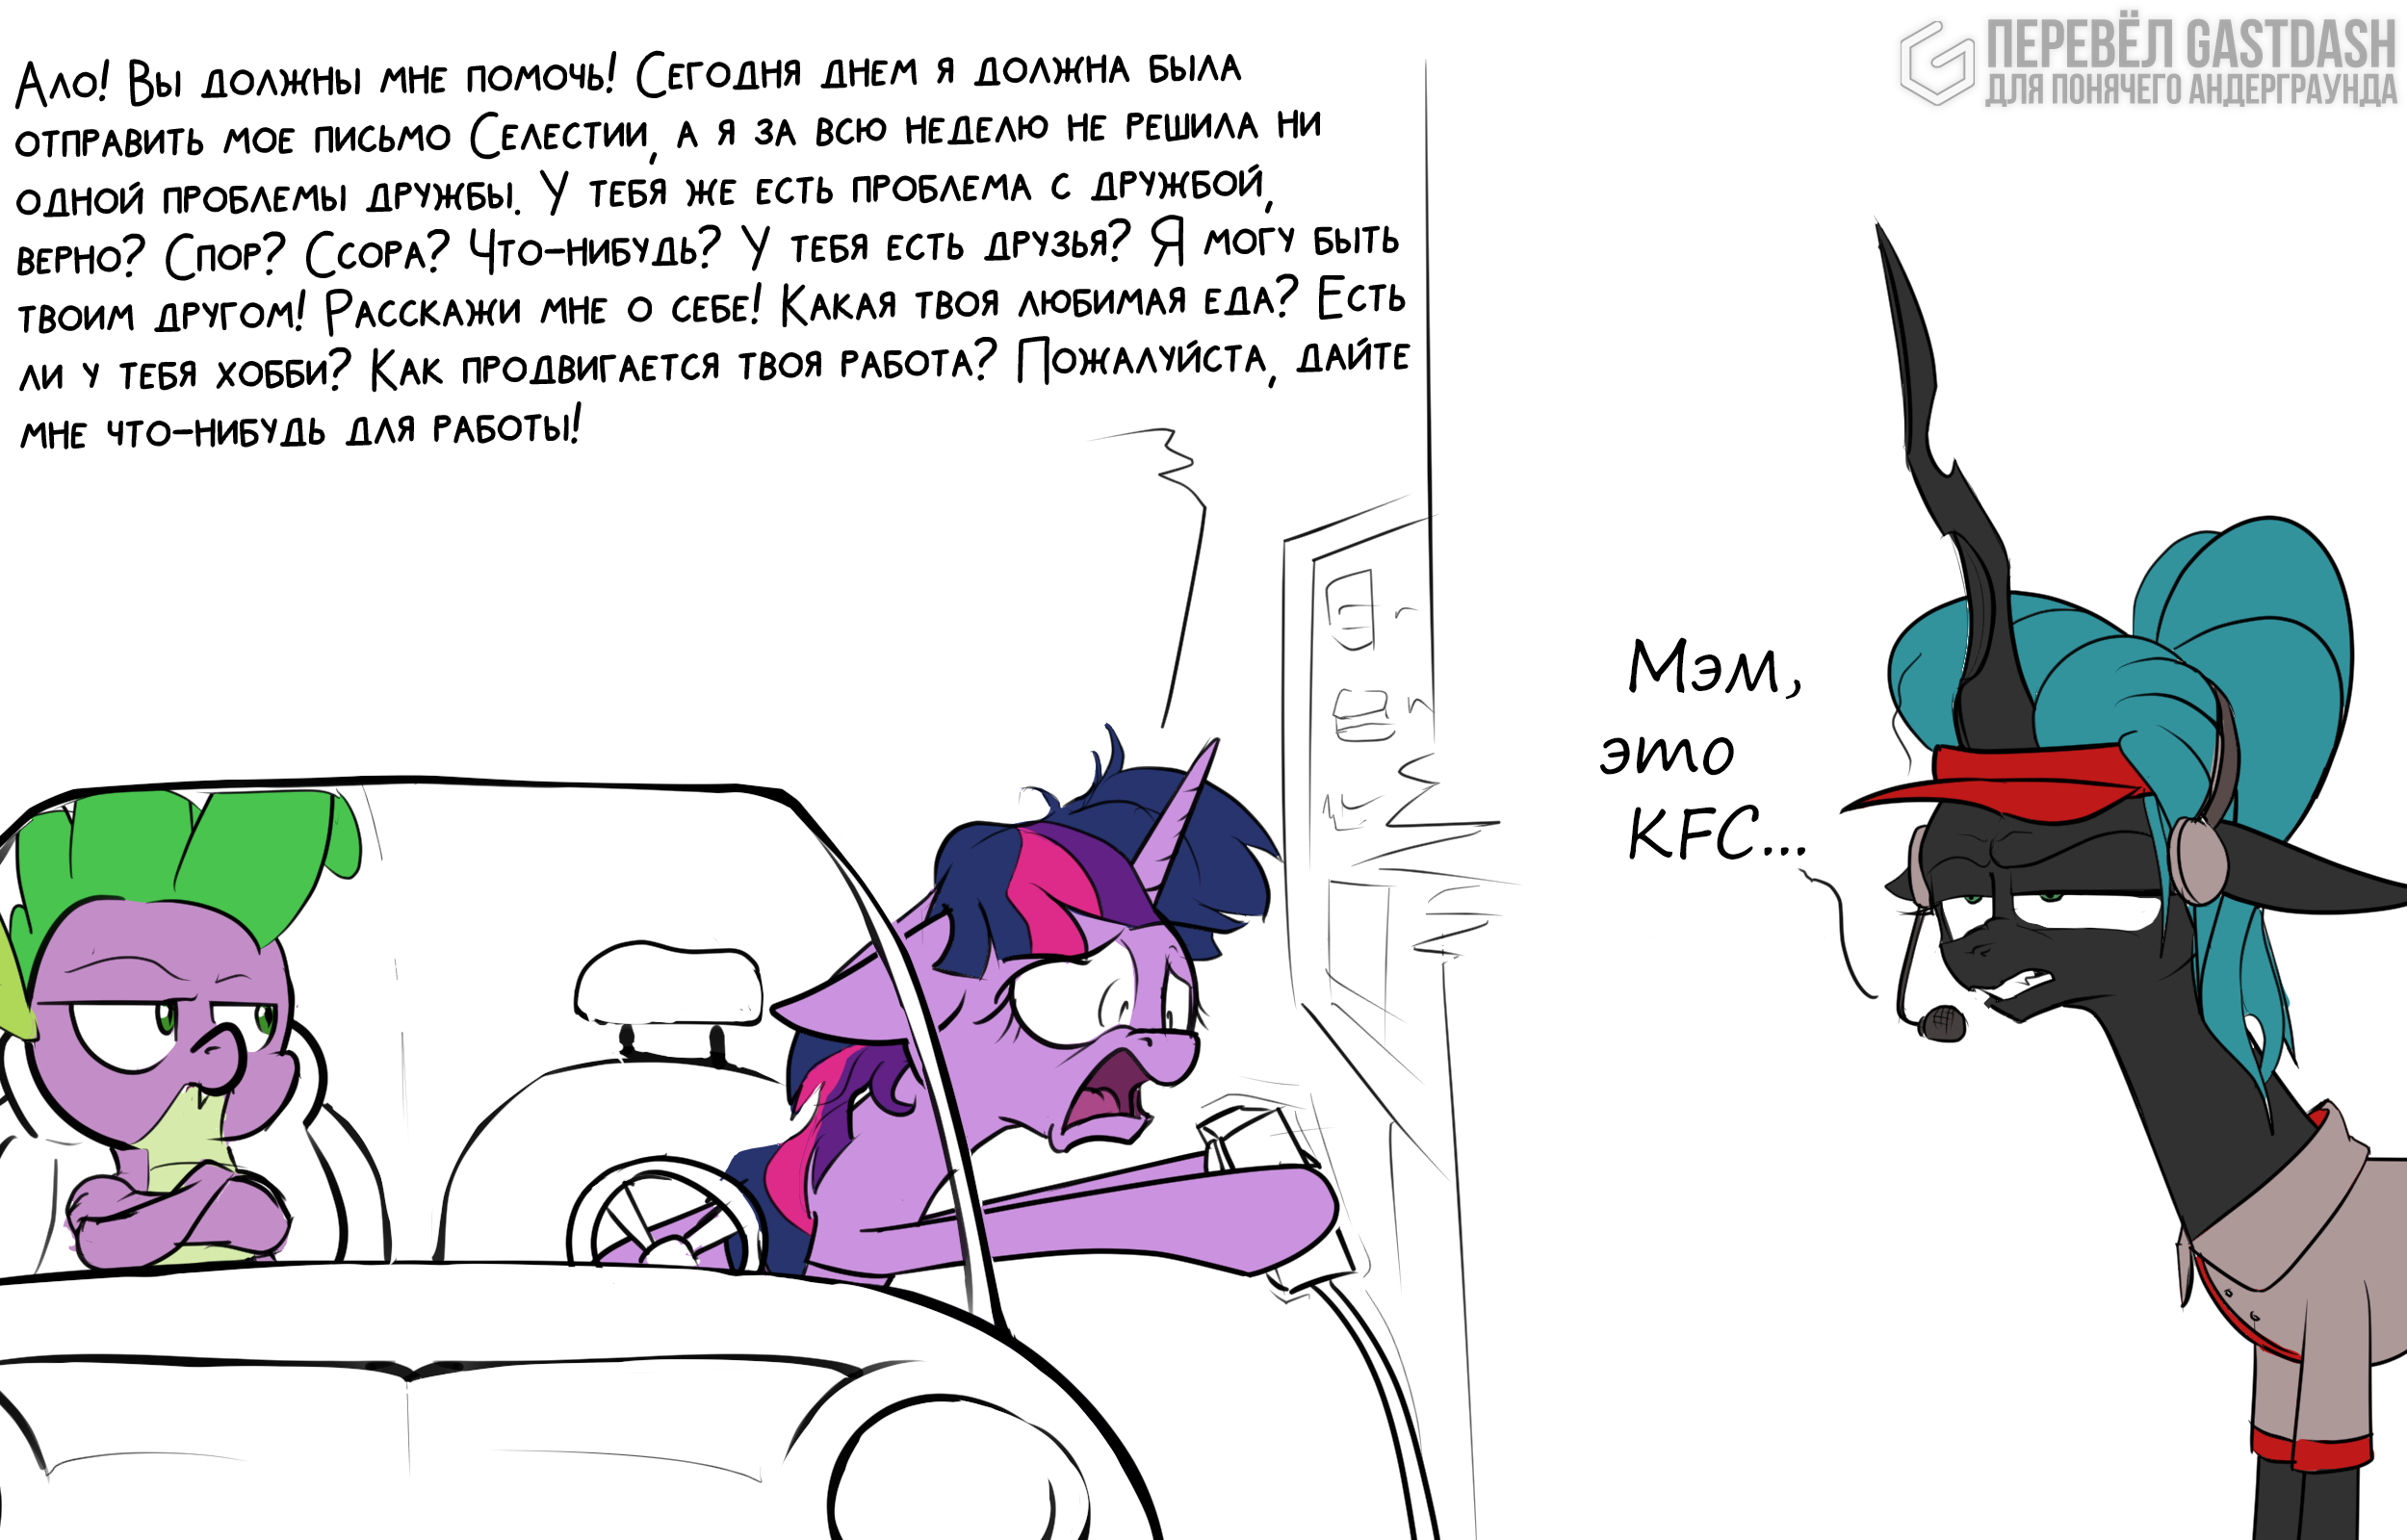 ПЕРЕВЁЛ GASTDASH
ДЛЯ ПОНЯЧЕГО АНДЕРГРАУНДА
Ало! Вы должны мне помочь! Сегодня днем я должна была
отправить мое письмо Селестии, а я за всю неделю не решила ни
одной проблемы дружбы. У тебя же есть проблема с дружбой,
верно? Спор? Ссора? Что-нибудь? У тебя есть друзья? Я могу быть
твоим другом! Расскажи мне о себе! Какая твоя любимая еда? Есть
ли у тебя хобби? Как продвигается твоя работа? Пожалуйста, дайте
мне что-нибудь для работы!
Мэм,
это
KFC...